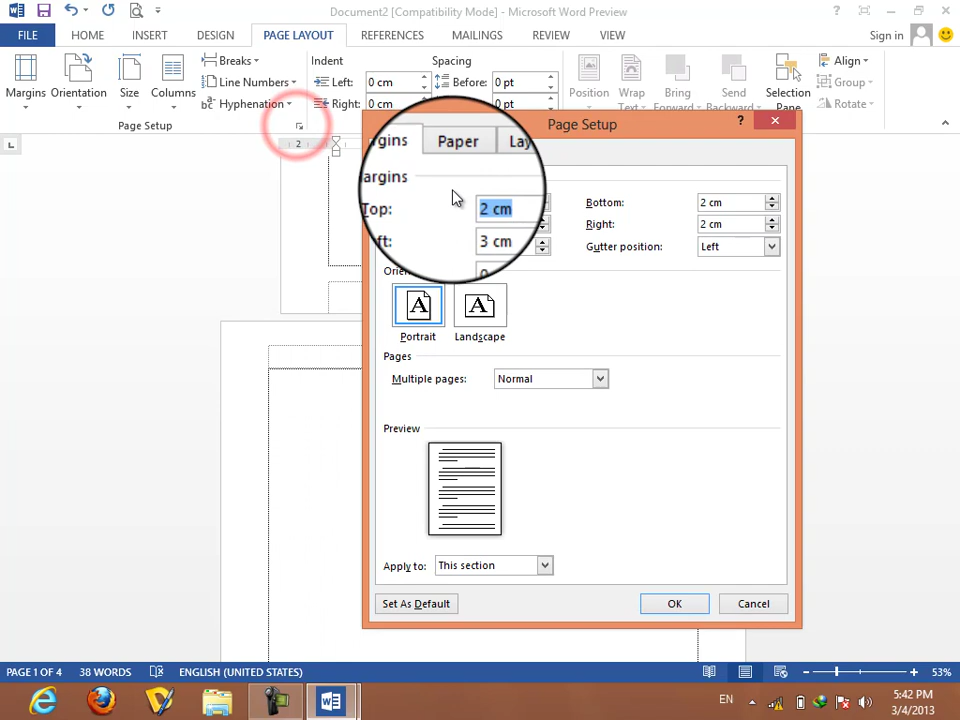 Document2 [Compatibility Mode] - Microsoft Word Preview
FILE HOME INSERT DESIGN PAGE LAYOUT REFERENCES MAILINGS REVIEW VIEW Sign in
Margins Orientation Size Columns
Breaks
Line Numbers
Hyphenation
Page Setup
Indent
Left: 0 cm
Right: 0 cm
Spacing
Before: 0 pt
Position Wrap Text Bring Forward Send Backward Selection Pane
Align
Group
Rotate
2
Page Setup
?
Paper
Top: 2 cm
3 cm
Bottom: 2 cm
Right: 2 cm
Gutter position: Left
Portrait Landscape
Pages
Multiple pages: Normal
Preview
Apply to: This section
Set As Default OK Cancel
PAGE 1 OF 4 38 WORDS ENGLISH (UNITED STATES) 53%
EN 5:42 PM
3/4/2013